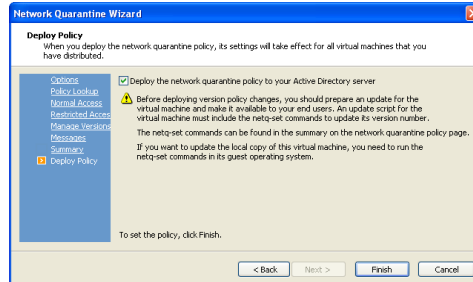 Network Quarantine Wizard
Deploy Policy
When you deploy the network quarantine policy, its settings will take effect for all virtual machines that you
have distributed.
Options
Policy Lookup
Normal Access
Restricted Acces
Manage Versions
Messages
Summary
Deploy Policy
Deploy the network quarantine policy to your Active Directory server
Before deploying version policy changes, you should prepare an update for the
virtual machine and make it available to your end users. An update script for the
virtual machine must include the netq-set commands to update its version number.
The netq-set commands can be found in the summary on the network quarantine policy page.
If you want to update the local copy of this virtual machine, you need to run the
netq-set commands in its guest operating system.
To set the policy, click Finish.
< Back
Next >
Finish
Cancel